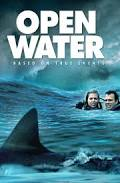 OPEN
WATER
BASED ON TRUE EVENTS